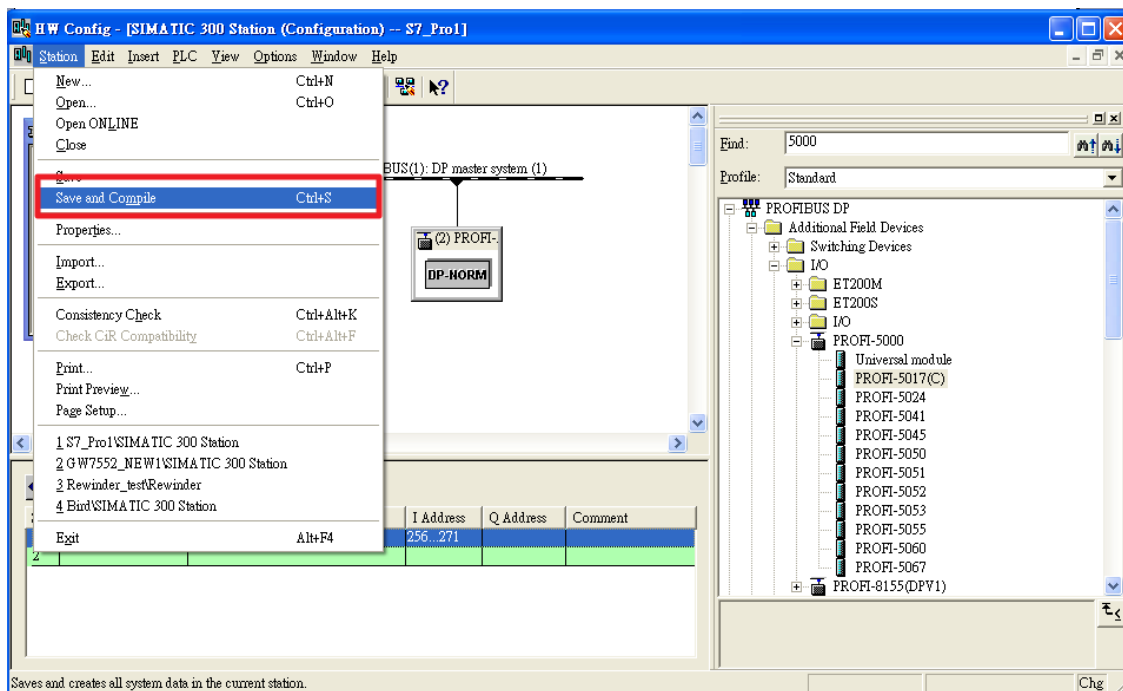 HW Config - [SIMATIC 300 Station (Configuration) -- S7_Pro1]
Station Edit Insert PLC View Options Window Help
New... Ctrl+N
Open... Ctrl+O
Open ONLINE
Close
Save and Compile Ctrl+S
Properties...
Import...
Export...
Consistency Check Ctrl+Alt+K
Check CiR Compatibility Ctrl+Alt+F
Print... Ctrl+P
Print Preview...
Page Setup...
1 S7_Pro1\SIMATIC 300 Station
2 GW7552_NEW1\SIMATIC 300 Station
3 Rewinder_test\Rewinder
4 Bird\SIMATIC 300 Station
Exit Alt+F4
BUS(1): DP master system (1)
(2) PROFI-
DP-NORM
I Address Q Address Comment
256...271
2
Find: 5000
Profile: Standard
PROFIBUS DP
Additional Field Devices
Switching Devices
I/O
ET200M
ET200S
I/O
PROFI-5000
Universal module
PROFI-5017(C)
PROFI-5024
PROFI-5041
PROFI-5045
PROFI-5050
PROFI-5051
PROFI-5052
PROFI-5053
PROFI-5055
PROFI-5060
PROFI-5067
PROFI-8155(DPV1)
Saves and creates all system data in the current station.
Chg